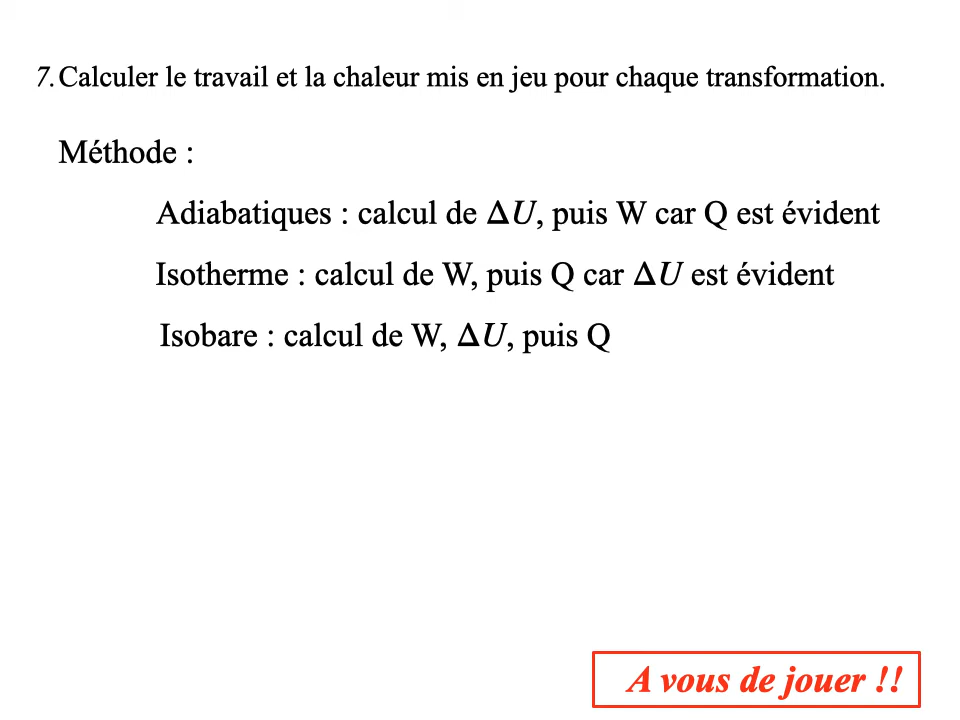 7. Calculer le travail et la chaleur mis en jeu pour chaque transformation.
Méthode :
Adiabatiques : calcul de Δ𝑈, puis W car Q est évident
Isotherme : calcul de W, puis Q car Δ𝑈 est évident
Isobare : calcul de W, Δ𝑈, puis Q
A vous de jouer !!